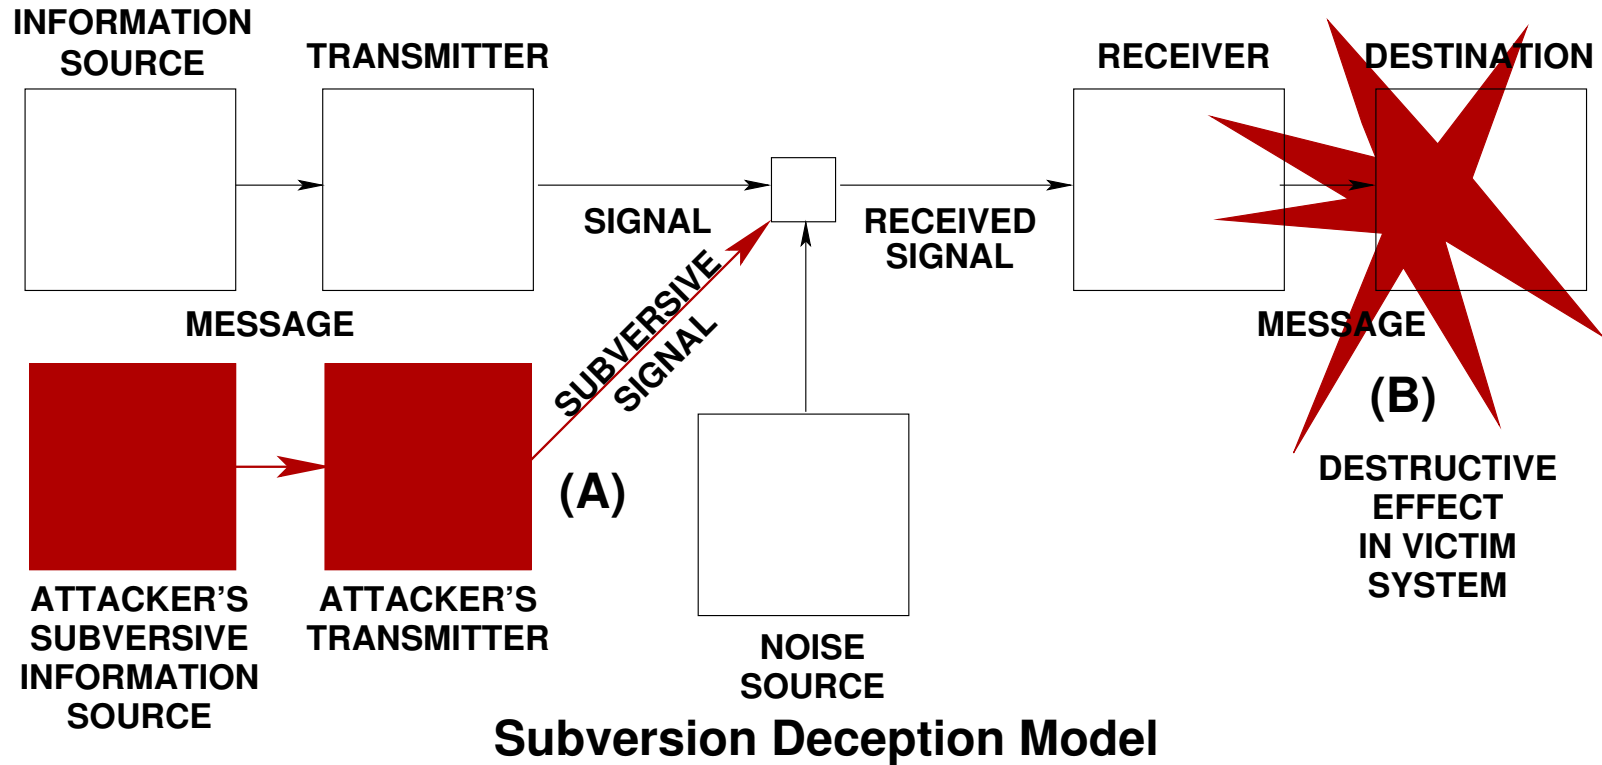 INFORMATION
SOURCE
TRANSMITTER
RECEIVER
DESTINATION
SIGNAL
RECEIVED
SIGNAL
MESSAGE
MESSAGE
SUBVERSIVE
SIGNAL
(A)
(B)
DESTRUCTIVE
EFFECT
IN VICTIM
SYSTEM
ATTACKER'S
SUBVERSIVE
INFORMATION
SOURCE
ATTACKER'S
TRANSMITTER
NOISE
SOURCE
Subversion Deception Model